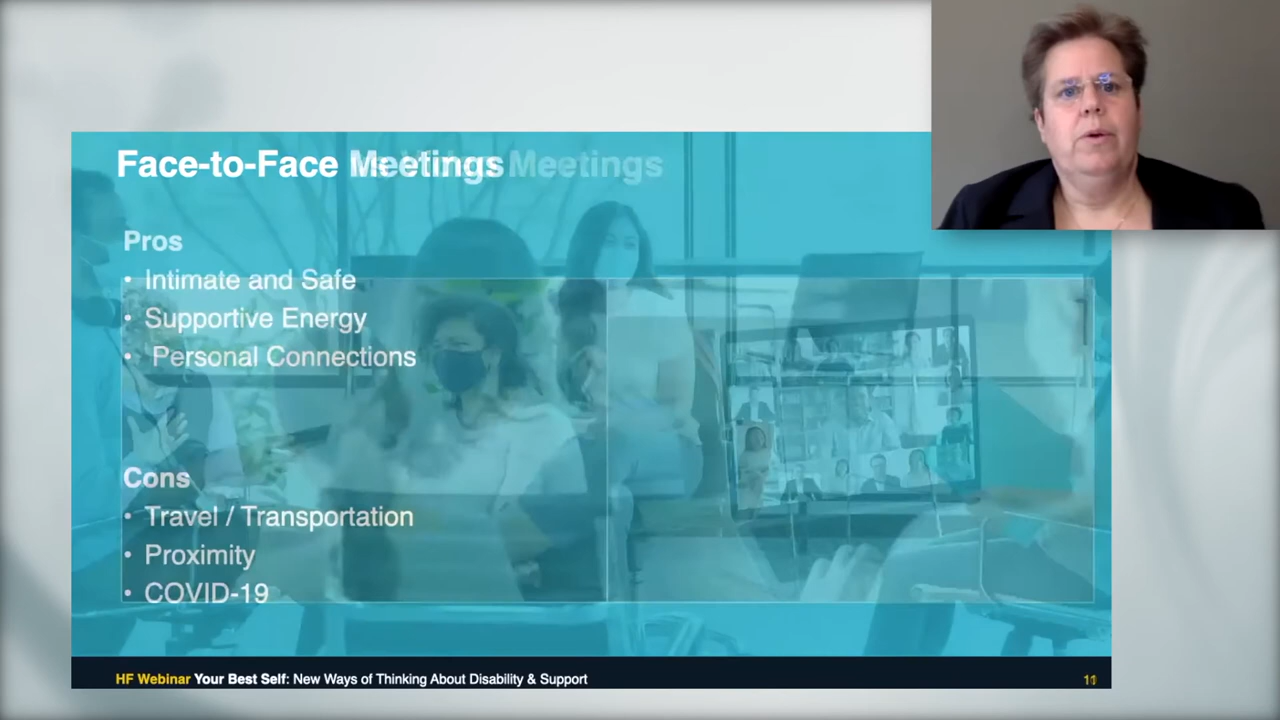 Face-to-Face Meetings
Meetings
Pros
• Intimate and Safe
• Supportive Energy
• Personal Connections
Cons
• Travel / Transportation
• Proximity
• COVID-19
HF Webinar Your Best Self: New Ways of Thinking About Disability & Support